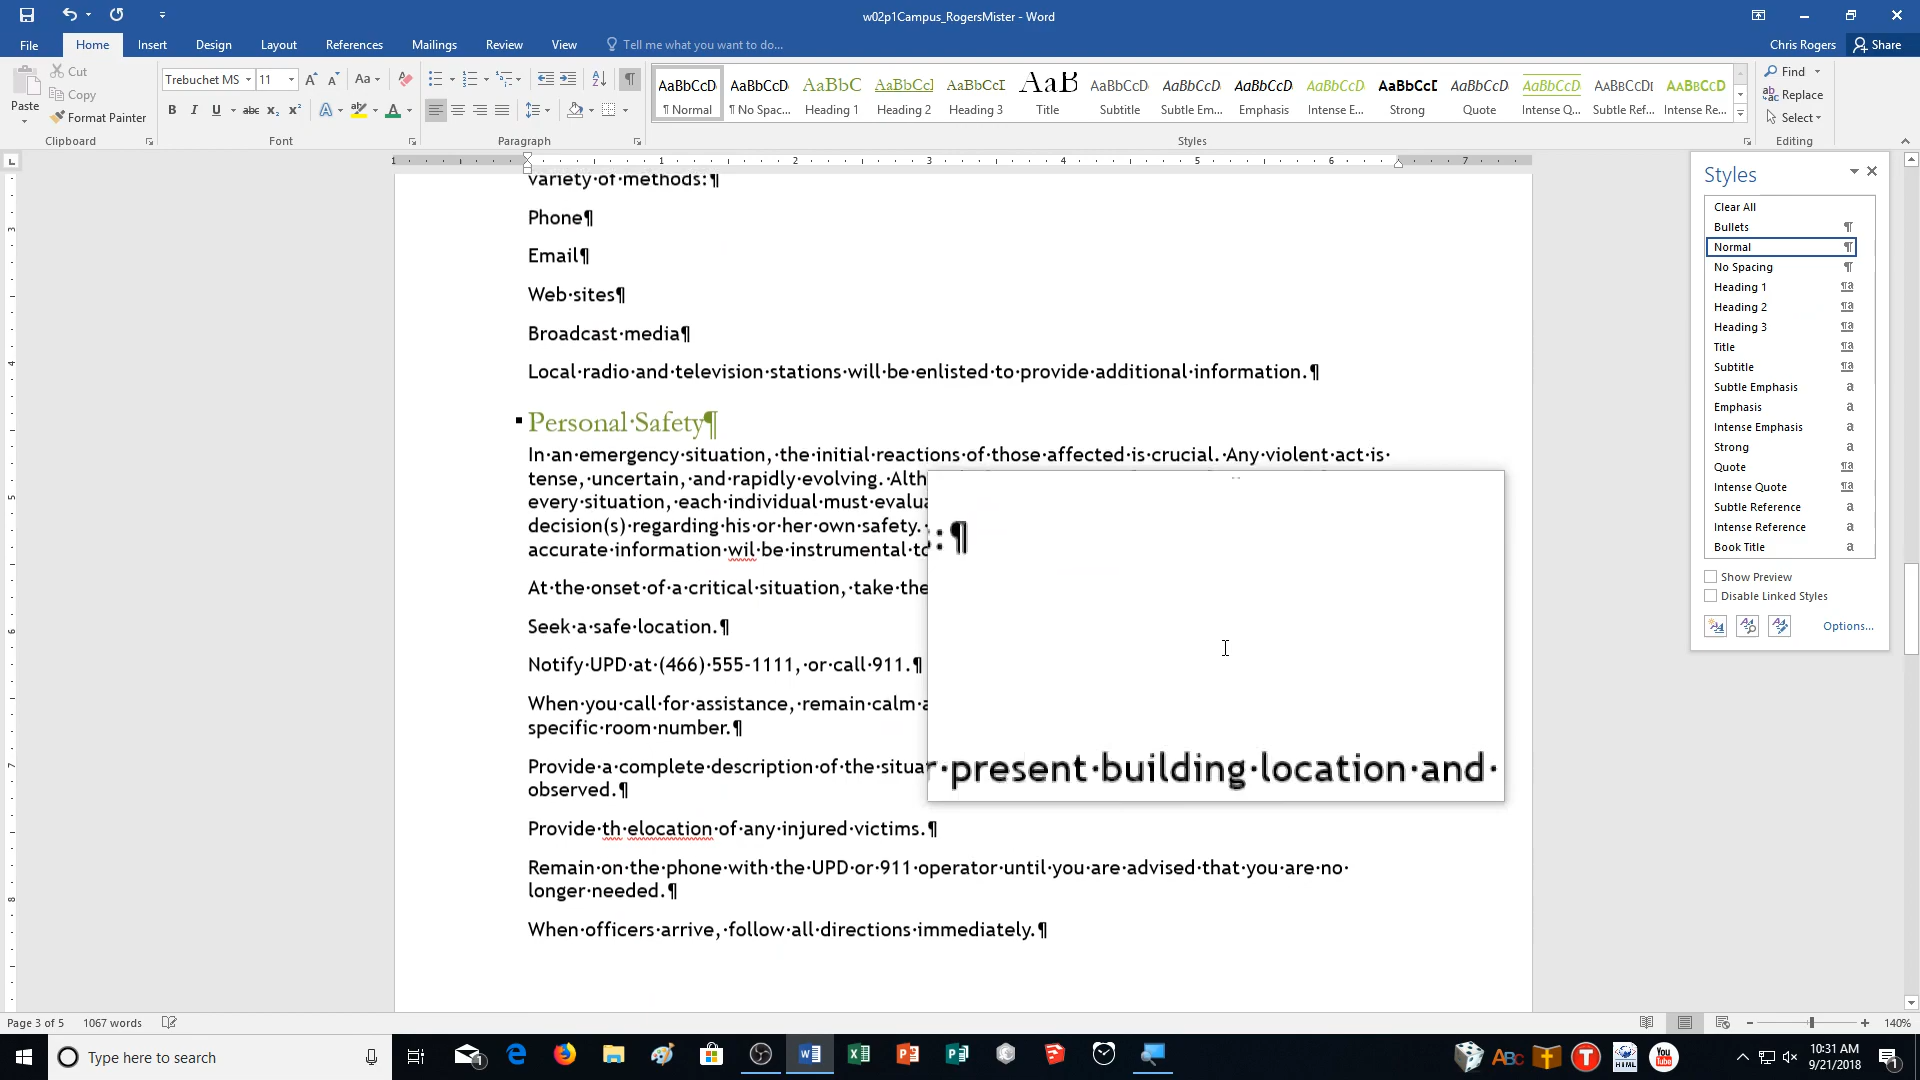 w02p1Campus_RogersMister - Word
File Home Insert Design Layout References Mailings Review View Tell me what you want to do... Chris Rogers Share
Paste Cut Copy Format Painter
Trebuchet MS 11
Clipboard Font Paragraph Styles Editing
AaBbCcD AaBbCcD AaBbC AaBbCcI AaBbCcI AaB AaBbCcD AaBbCcD AaBbCcD AaBbCcD AaBbCcD AaBbCcD AaBbCcD AABBCCDI AABBCCD
¶ Normal ¶ No Spac... Heading 1 Heading 2 Heading 3 Title Subtitle Subtle Em... Emphasis Intense E... Strong Quote Intense Q... Subtle Ref... Intense Re...
Find
Replace
Select
1 1 2 3 4 5 6 7
variety·of·methods:¶
Phone¶
Email¶
Web·sites¶
Broadcast·media¶
Local·radio·and·television·stations·will·be·enlisted·to·provide·additional·information.¶
Personal·Safety¶
In·an·emergency·situation,·the·initial·reactions·of·those·affected·is·crucial.·Any·violent·act·is·
tense,·uncertain,·and·rapidly·evolving.·Alth
every·situation,·each·individual·must·evalua
decision(s)·regarding·his·or·her·own·safety.·
accurate·information·wil·be·instrumental·to
At·the·onset·of·a·critical·situation,·take·the
Seek·a·safe·location.¶
Notify·UPD·at·(466)·555-1111,·or·call·911.¶
When·you·call·for·assistance,·remain·calm·a
specific·room·number.¶
Provide·a·complete·description·of·the·situa
observed.¶
Provide·th·elocation·of·any·injured·victims.¶
Remain·on·the·phone·with·the·UPD·or·911·operator·until·you·are·advised·that·you·are·no·
longer·needed.¶
When·officers·arrive,·follow·all·directions·immediately.¶
:¶
r·present·building·location·and·
Styles
Clear All
Bullets
Normal
No Spacing
Heading 1
Heading 2
Heading 3
Title
Subtitle
Subtle Emphasis
Emphasis
Intense Emphasis
Strong
Quote
Intense Quote
Subtle Reference
Intense Reference
Book Title
Show Preview
Disable Linked Styles
Options...
Page 3 of 5 1067 words 140%
Type here to search
10:31 AM
9/21/2018